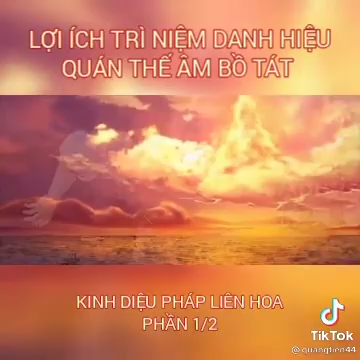 LỢI ÍCH TRÌ NIỆM DANH HIỆU
QUÁN THẾ ÂM BỒ TÁT
KINH DIỆU PHÁP LIÊN HOA
PHẦN 1/2
TikTok
@quangtien44